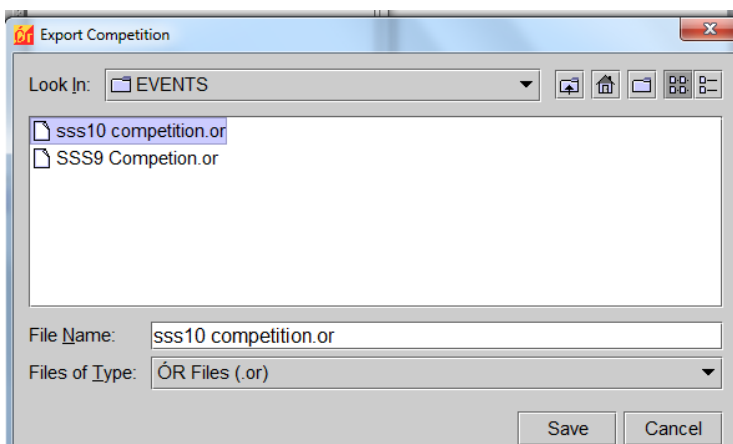 Ór Export Competition X
Look In: EVENTS
sss10 competition.or
SSS9 Competion.or
File Name: sss10 competition.or
Files of Type: ÓR Files (.or)
Save Cancel